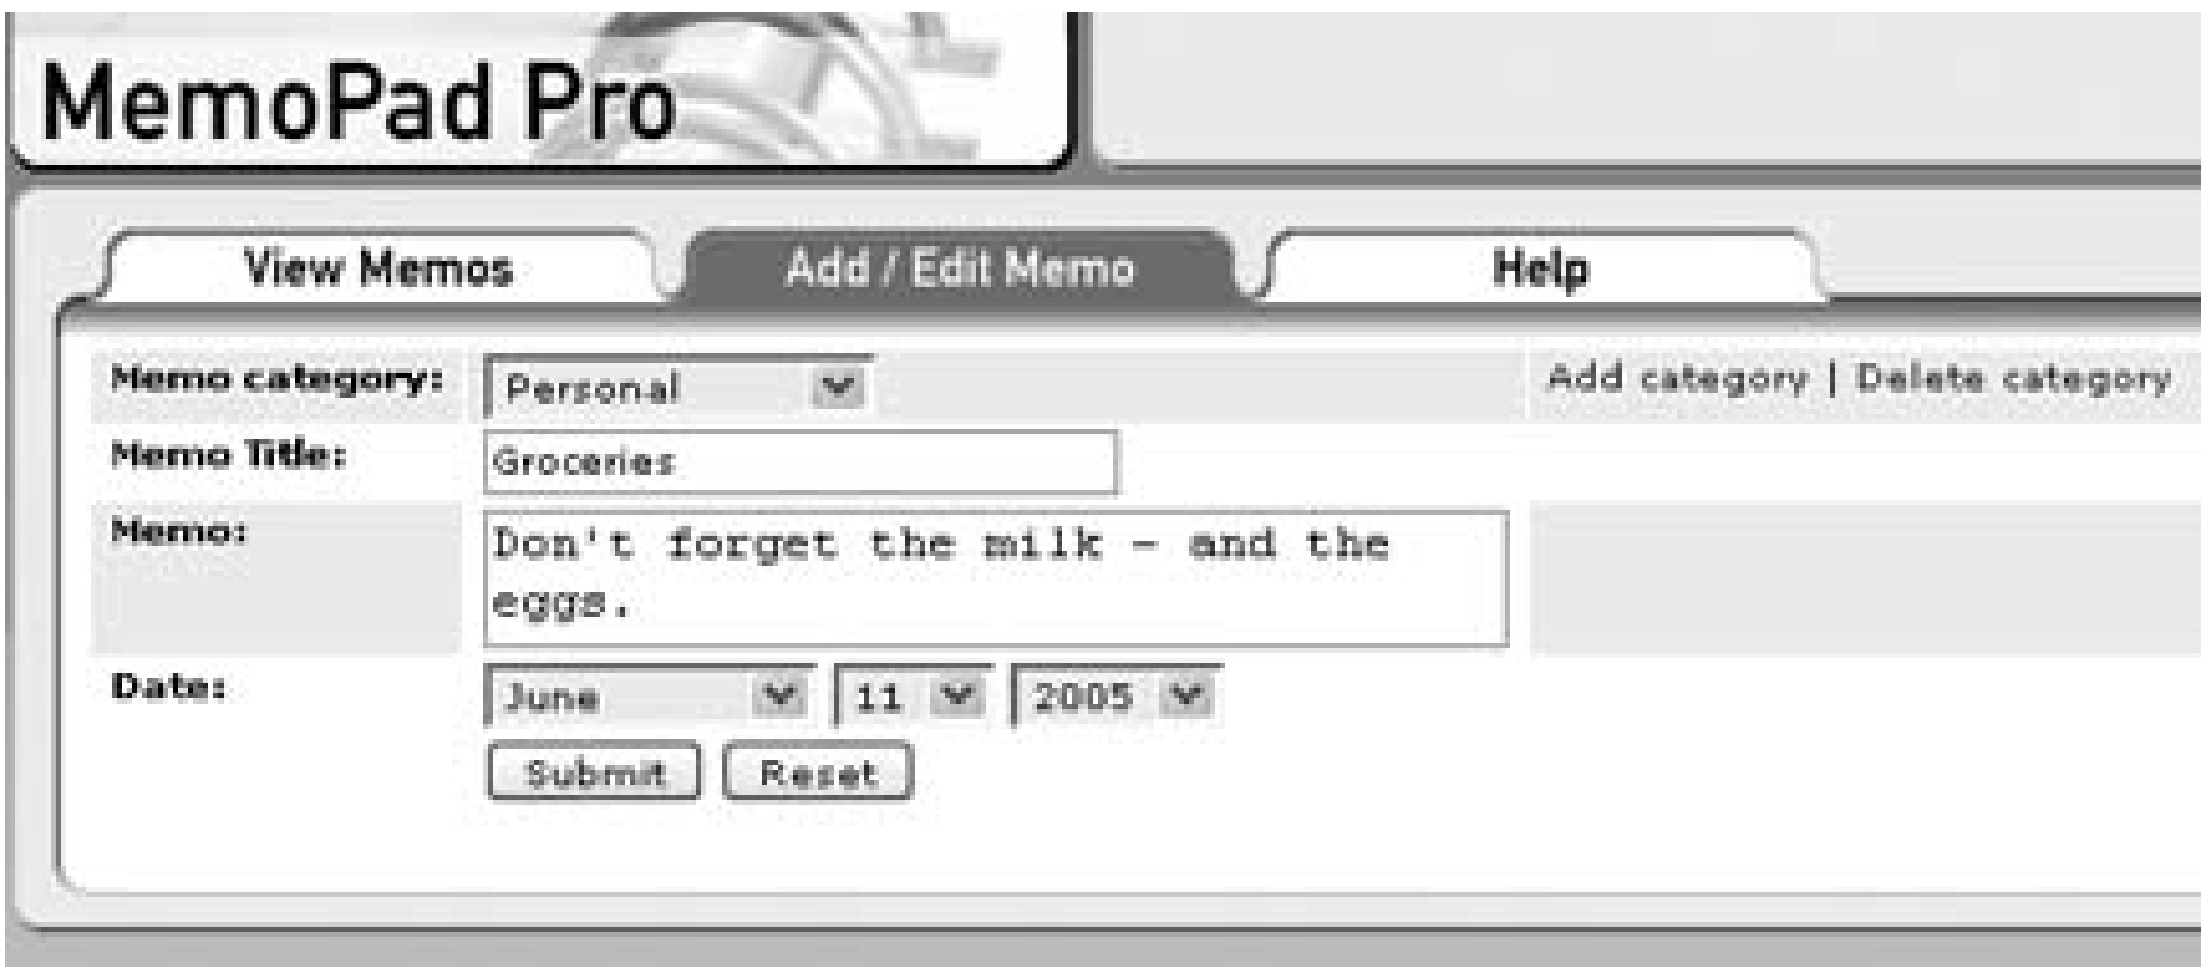 MemoPad Pro
View Memos Add / Edit Memo Help
Memo category: Personal Add category | Delete category
Memo Title: Groceries
Memo: Don't forget the milk - and the
eggs.
Date: June 11 2005
Submit Reset